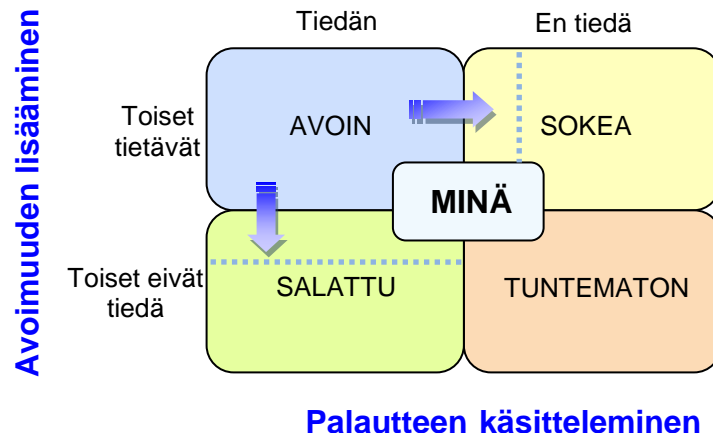 Avoimuuden lisääminen
Tiedän
En tiedä
Toiset
tietävät
AVOIN
SOKEA
MINÄ
Toiset eivät
tiedä
SALATTU
TUNTEMATON
Palautteen käsitteleminen